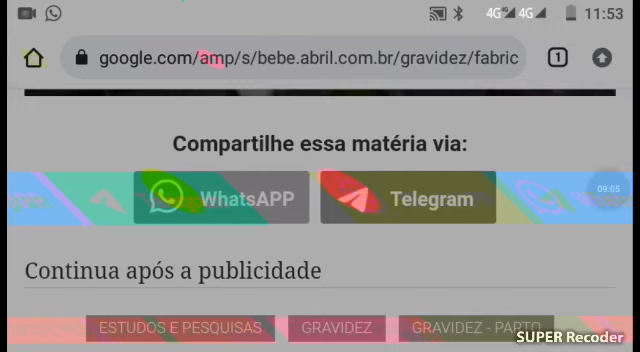 4G 4G 11:53
google.com/amp/s/bebe.abril.com.br/gravidez/fabric
1
Compartilhe essa matéria via:
WhatsAPP
Telegram
09:05
Continua após a publicidade
ESTUDOS E PESQUISAS
GRAVIDEZ
GRAVIDEZ - PARTO
SUPER Recoder